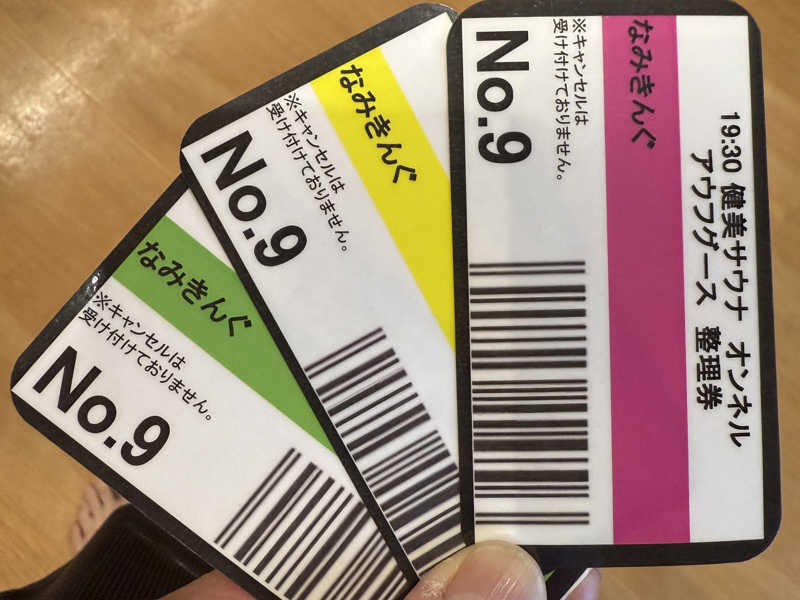 19:30 健美サウナ オンネル
アウフグース 整理券
なみきんぐ
※キャンセルは
受け付けておりません。
No.9
なみきんぐ
※キャンセルは
受け付けておりません。
No.9
なみきんぐ
※キャンセルは
受け付けておりません。
No.9